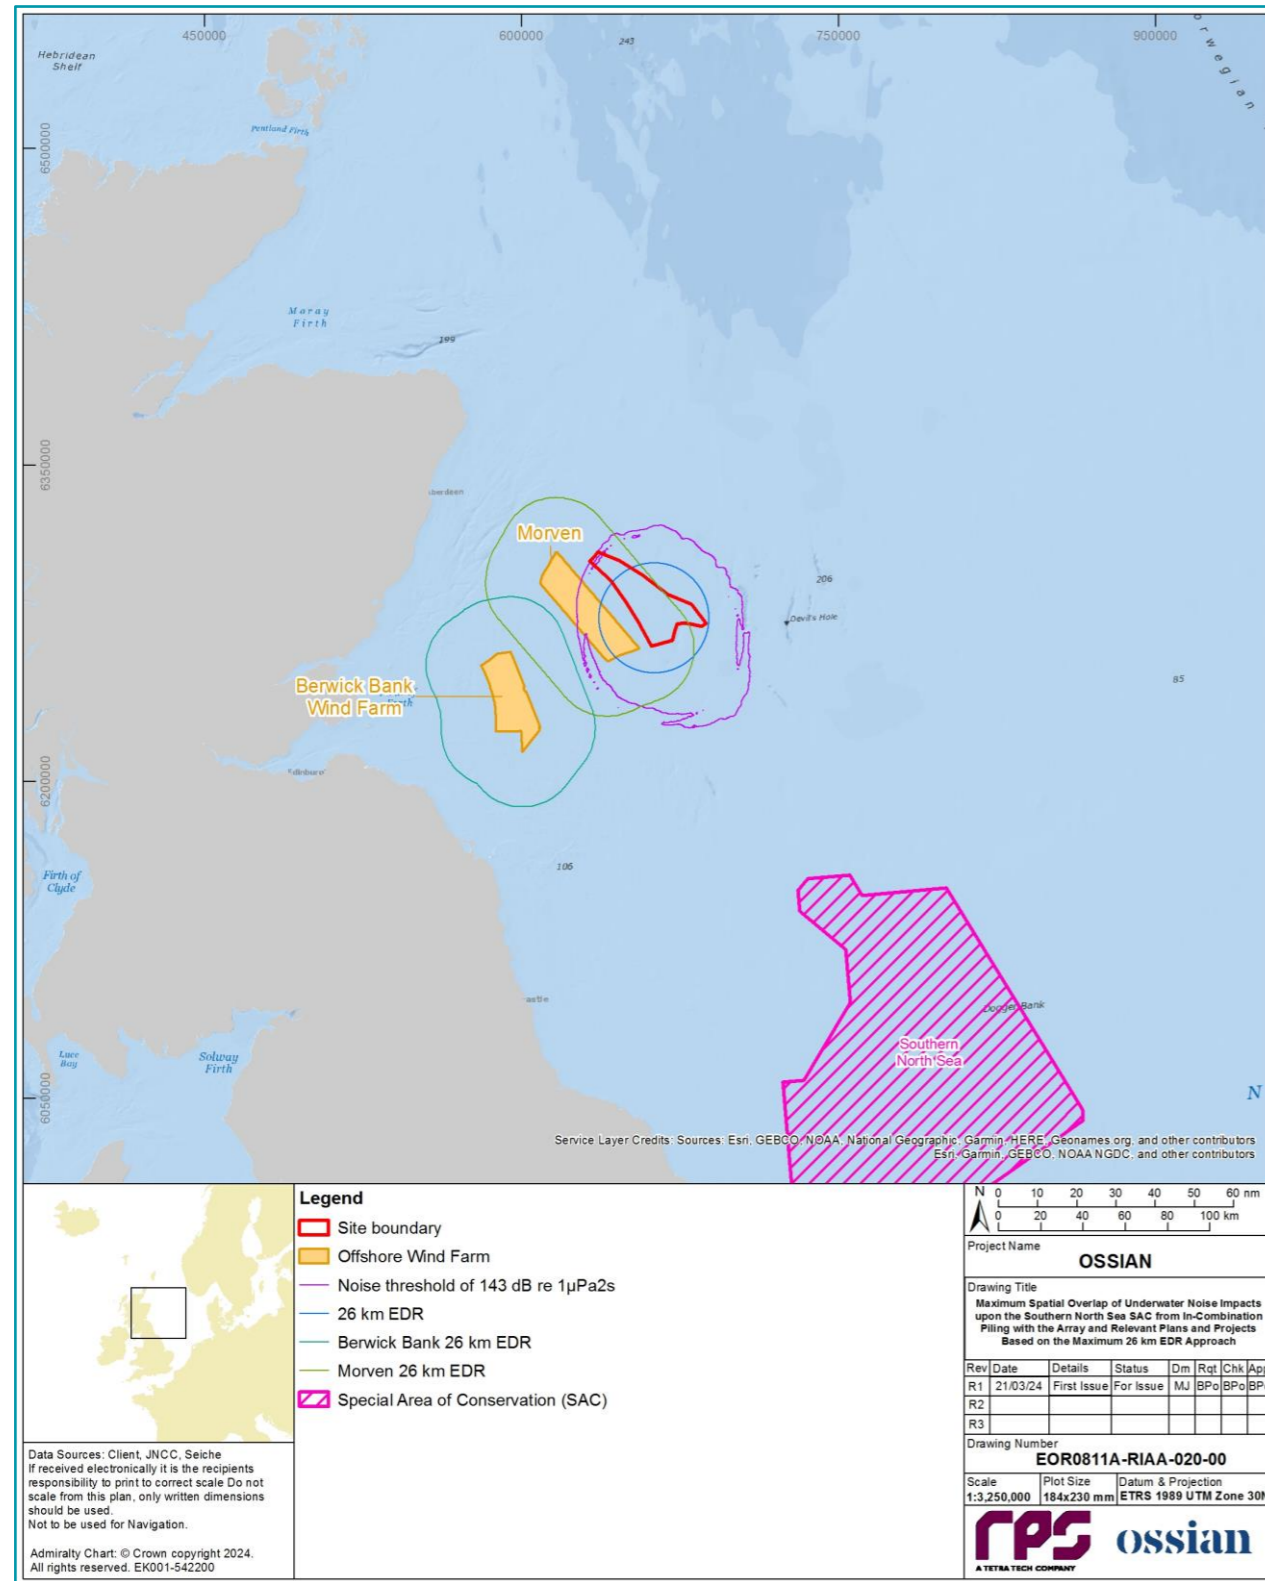 450000
600000
750000
900000
Hebridean
Shelf
243
Pentland Firth
6500000
Moray
Firth
199
6350000
Morven
206
Devil's Hole
Berwick Bank
Wind Farm
85
6200000
106
Firth of
Clyde
Dogger Bank
Southern
North Sea
Luce
Bay
Solway
Firth
6050000
N
Service Layer Credits: Sources: Esri, GEBCO, NOAA, National Geographic, Garmin, HERE, Geonames.org, and other contributors
Esri, Garmin, GEBCO, NOAA NGDC, and other contributors
Legend
Site boundary
Offshore Wind Farm
Noise threshold of 143 dB re 1µPa2s
26 km EDR
Berwick Bank 26 km EDR
Morven 26 km EDR
Special Area of Conservation (SAC)
Data Sources: Client, JNCC, Seiche
If received electronically it is the recipients
responsibility to print to correct scale Do not
scale from this plan, only written dimensions
should be used.
Not to be used for Navigation.
Admiralty Chart: © Crown copyright 2024.
All rights reserved. EK001-542200
N 0 10 20 30 40 50 60 nm
0 20 40 60 80 100 km
Project Name
OSSIAN
Drawing Title
Maximum Spatial Overlap of Underwater Noise Impacts
upon the Southern North Sea SAC from In-Combination
Piling with the Array and Relevant Plans and Projects
Based on the Maximum 26 km EDR Approach
Rev Date Details Status Drn Rqt Chk App
R1 21/03/24 First Issue For Issue MJ BPo BPo BPo
R2
R3
Drawing Number
EOR0811A-RIAA-020-00
Scale Plot Size Datum & Projection
1:3,250,000 184x230 mm ETRS 1989 UTM Zone 30N
rps ossian
A TETRA TECH COMPANY